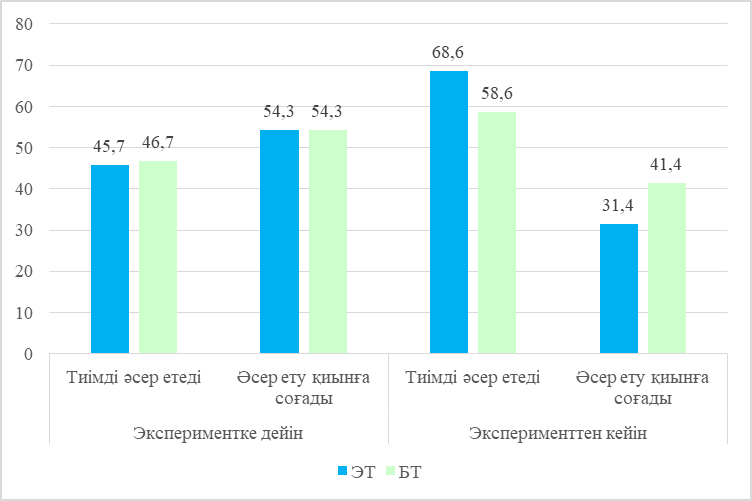 80
70
60
50
40
30
20
10
0
45,7
46,7
54,3
54,3
68,6
58,6
31,4
41,4
Тиімді әсер етеді
Әсер ету қиынға
соғады
Тиімді әсер етеді
Әсер ету қиынға
соғады
Экспериментке дейін
Эксперименттен кейін
ЭТ
БТ